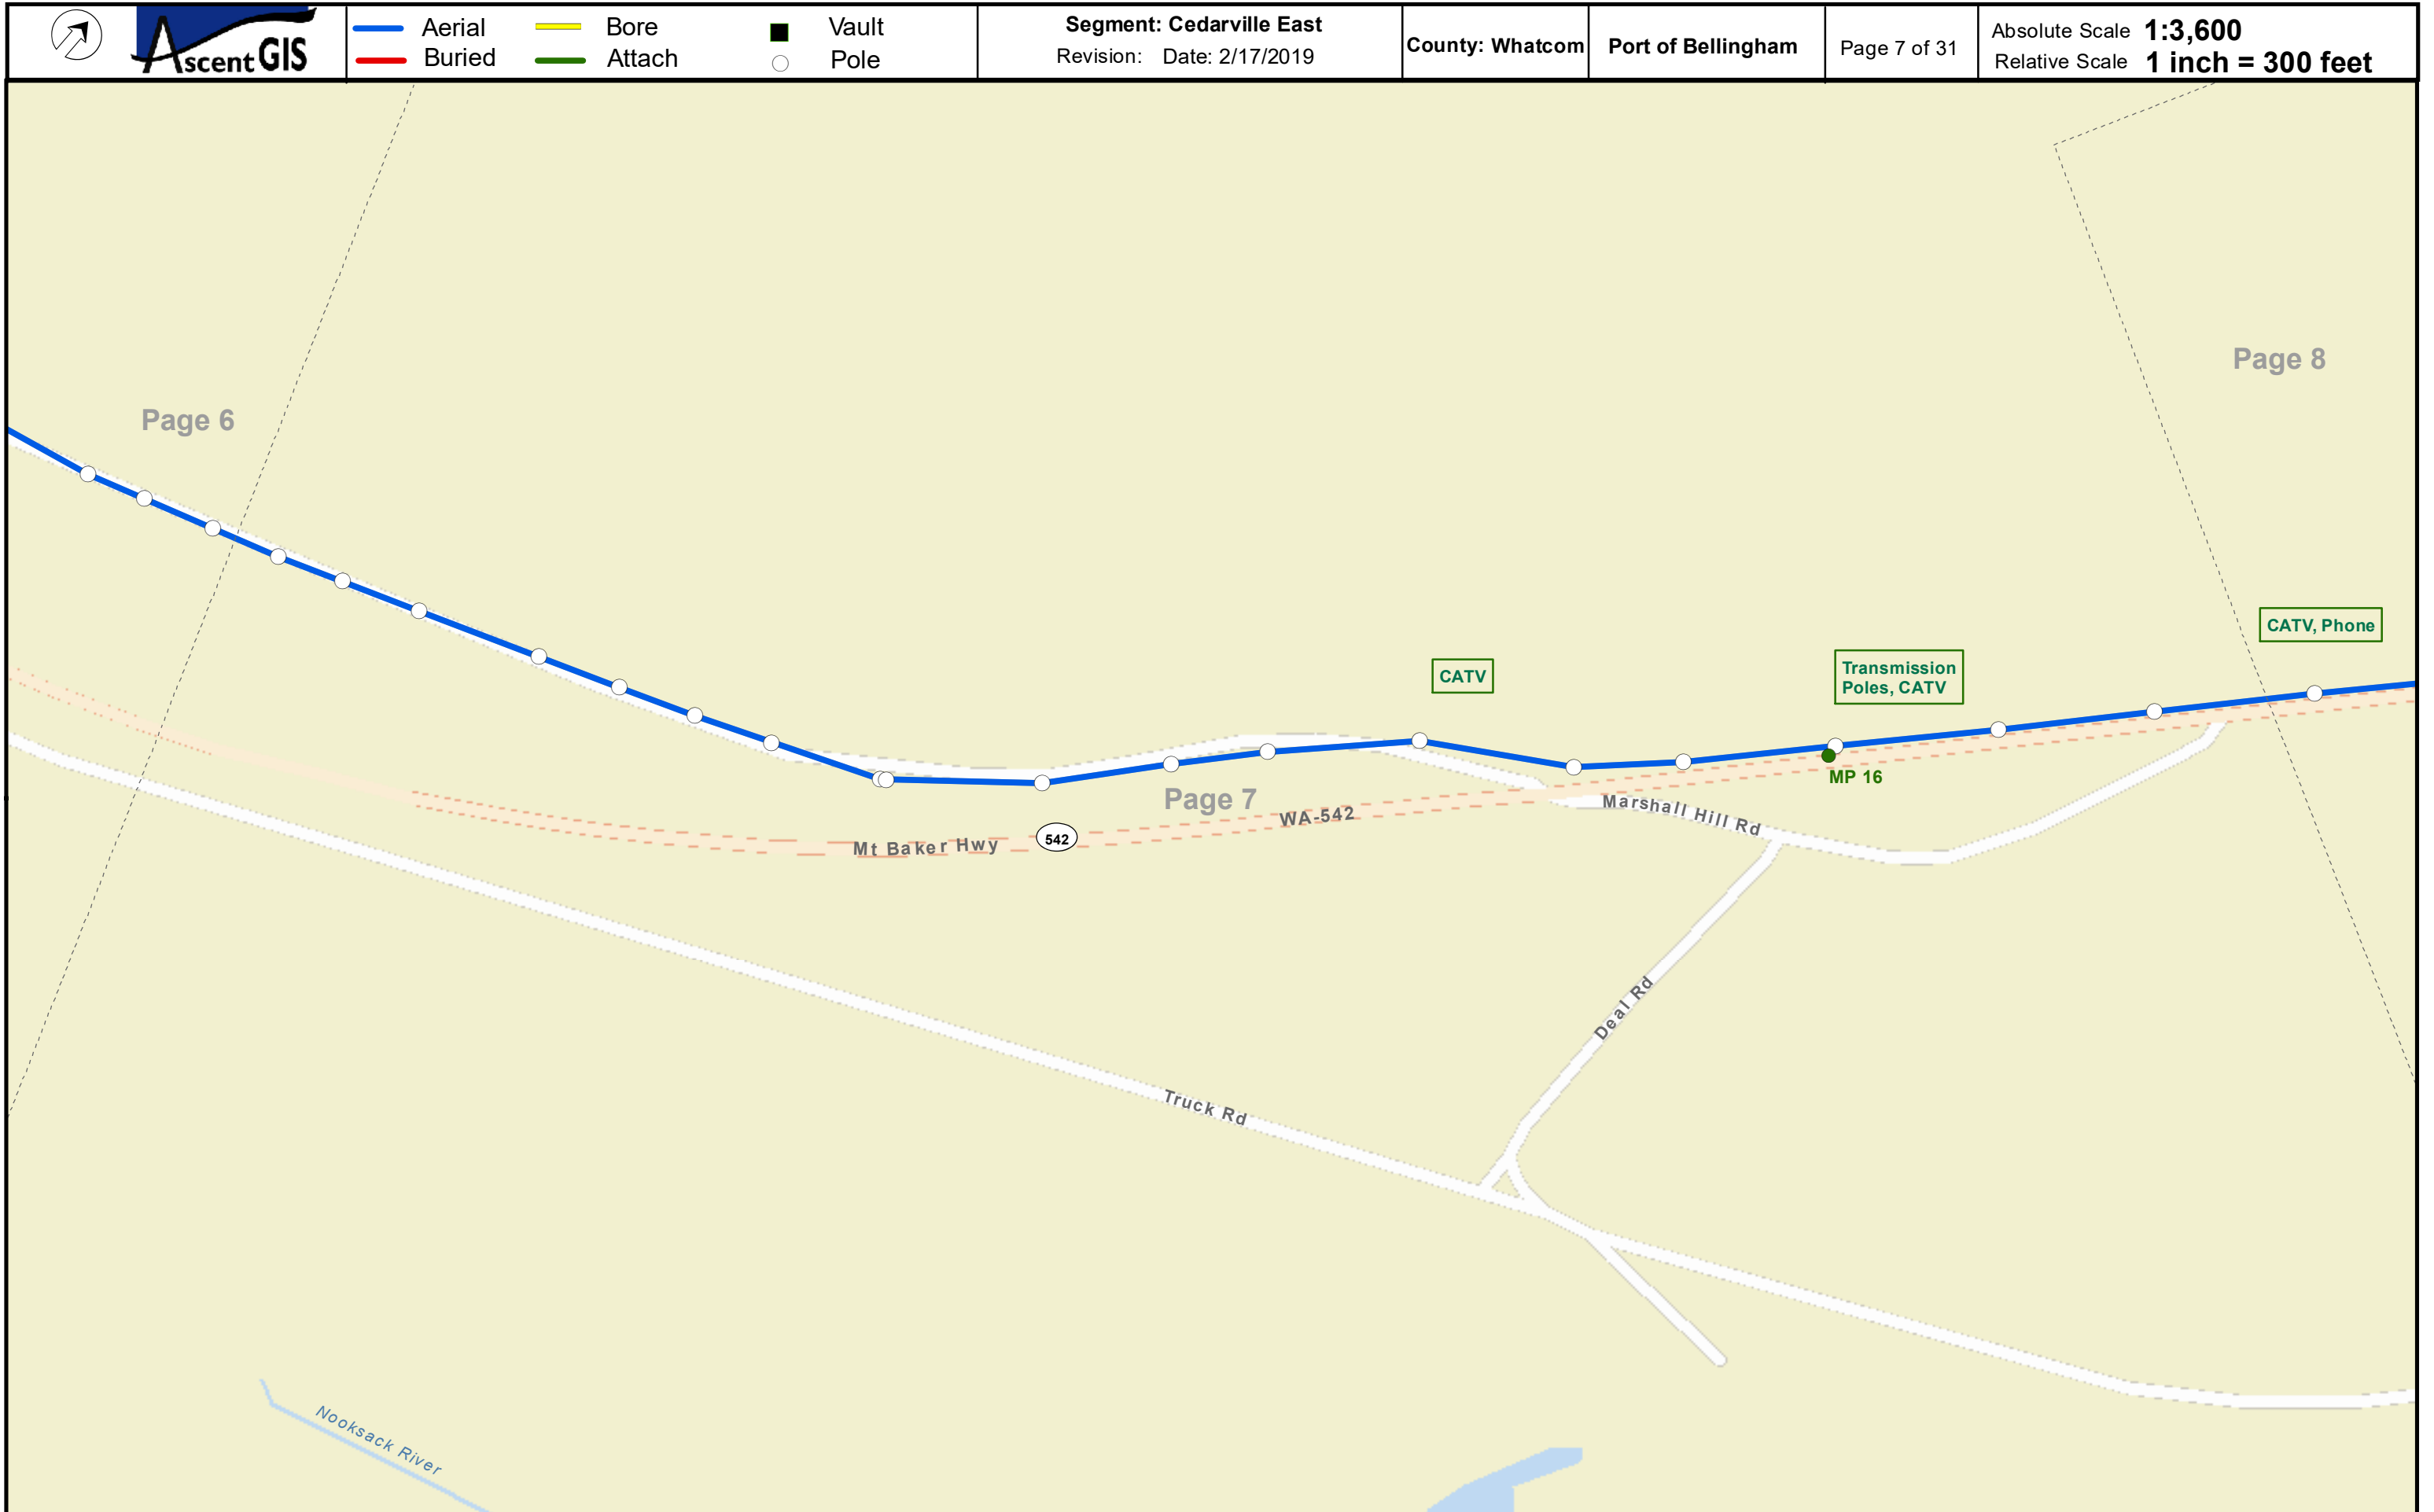 Ascent GIS
Aerial
Buried
Bore
Attach
Vault
Pole
Segment: Cedarville East
Revision: Date: 2/17/2019
County: Whatcom
Port of Bellingham
Page 7 of 31
Absolute Scale 1:3,600
Relative Scale 1 inch = 300 feet
Page 8
Page 6
CATV, Phone
CATV
Transmission
Poles, CATV
MP 16
Page 7
Marshall Hill Rd
WA-542
542
Mt Baker Hwy
Deal Rd
Truck Rd
Nooksack River